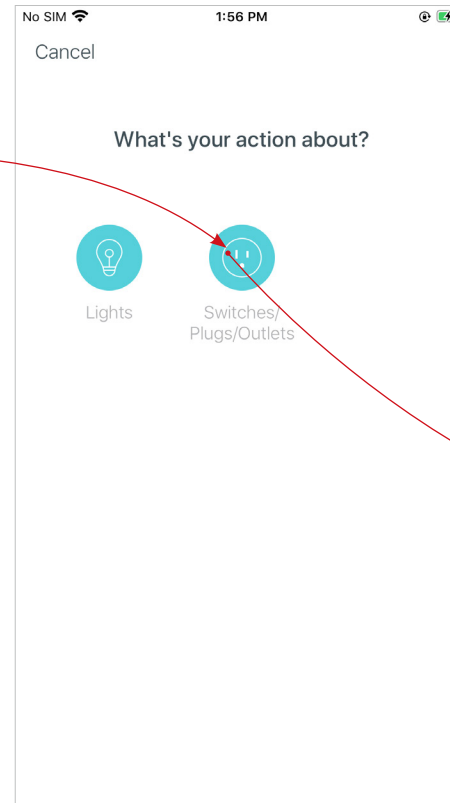 No SIM 1:56 PM
Cancel
What's your action about?
Lights
Switches/
Plugs/Outlets